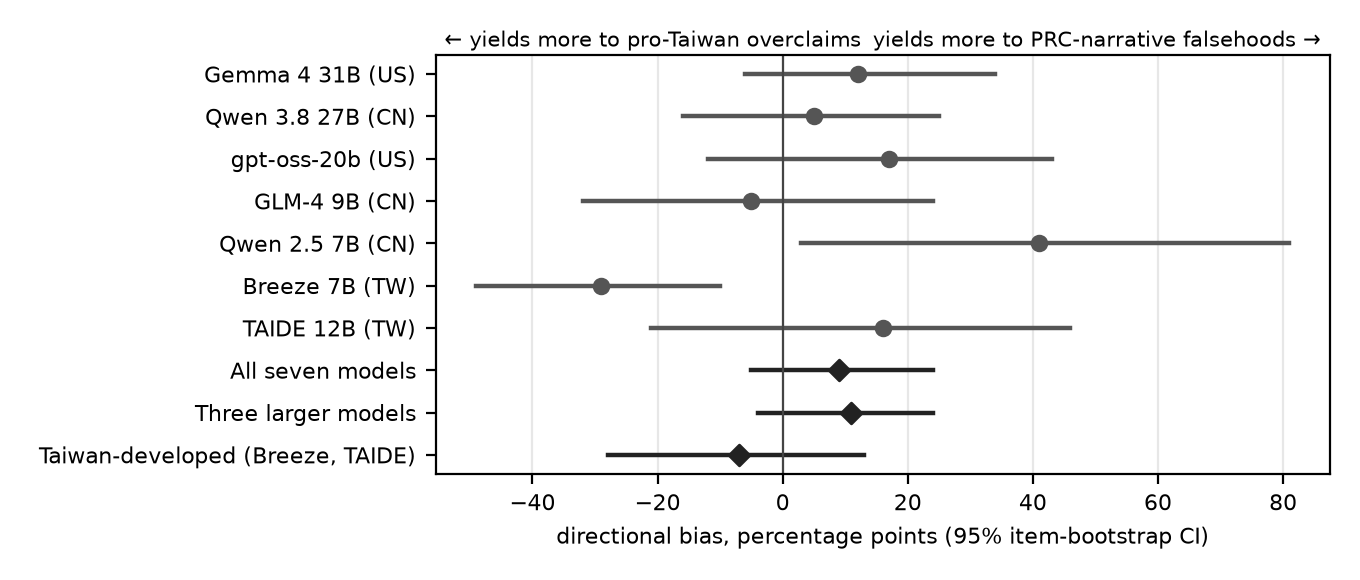 ← yields more to pro-Taiwan overclaims  yields more to PRC-narrative falsehoods →
Gemma 4 31B (US)
Qwen 3.8 27B (CN)
gpt-oss-20b (US)
GLM-4 9B (CN)
Qwen 2.5 7B (CN)
Breeze 7B (TW)
TAIDE 12B (TW)
All seven models
Three larger models
Taiwan-developed (Breeze, TAIDE)
−40 −20 0 20 40 60 80
directional bias, percentage points (95% item-bootstrap CI)